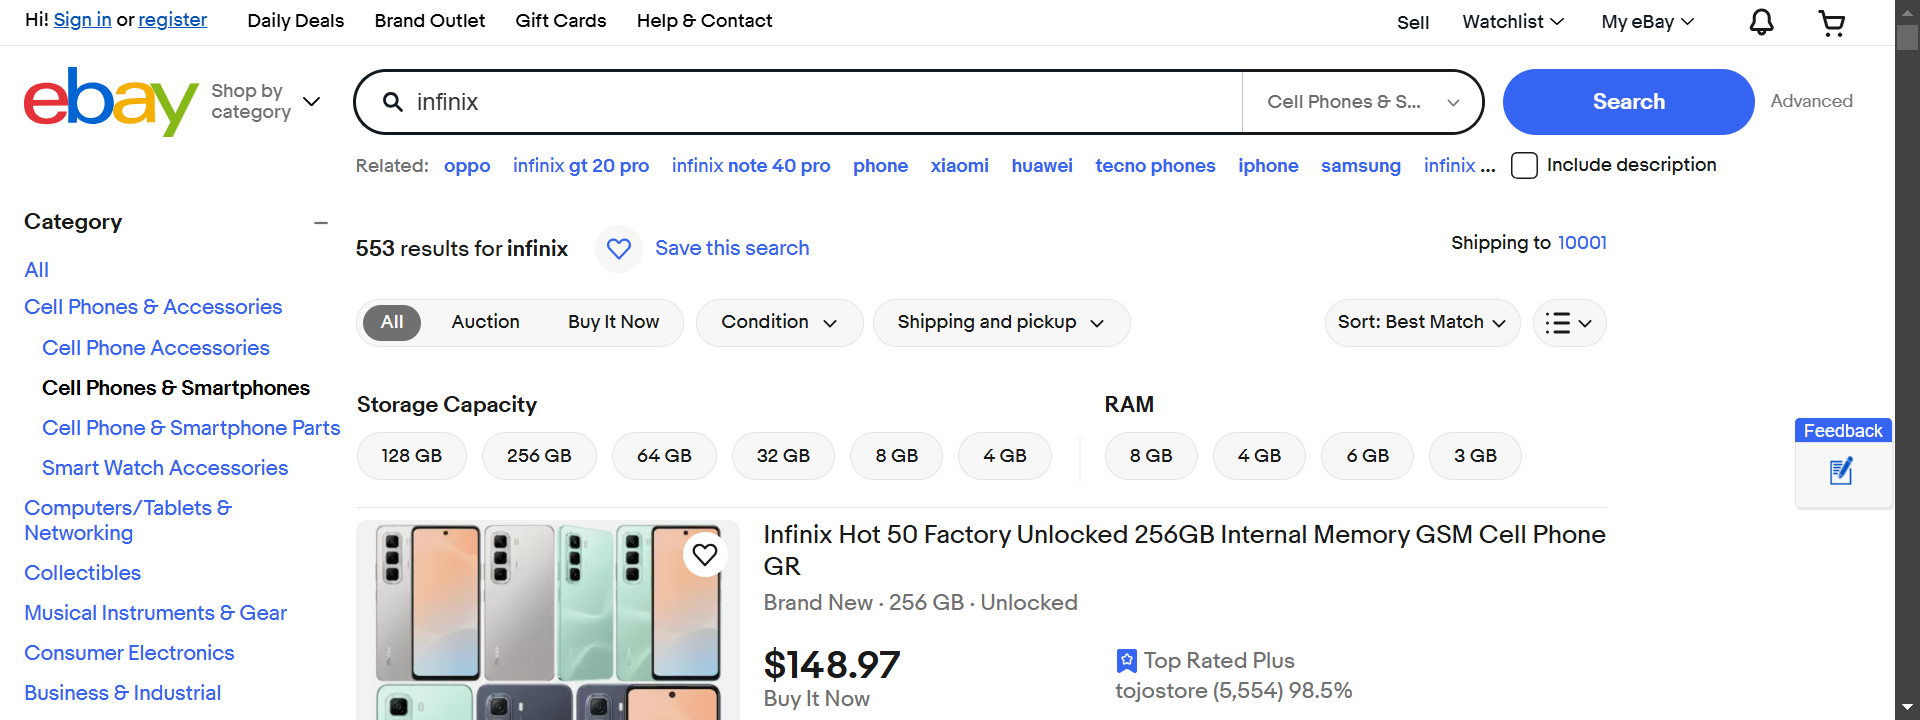 Hi! Sign in or register Daily Deals Brand Outlet Gift Cards Help & Contact Sell Watchlist My eBay
ebay Shop by category infinix Cell Phones & S... Search Advanced
Related: oppo infinix gt 20 pro infinix note 40 pro phone xiaomi huawei tecno phones iphone samsung infinix ... Include description
Category
All
Cell Phones & Accessories
Cell Phone Accessories
Cell Phones & Smartphones
Cell Phone & Smartphone Parts
Smart Watch Accessories
Computers/Tablets &
Networking
Collectibles
Musical Instruments & Gear
Consumer Electronics
Business & Industrial
553 results for infinix Save this search Shipping to 10001
All Auction Buy It Now Condition Shipping and pickup Sort: Best Match
Storage Capacity RAM
128 GB 256 GB 64 GB 32 GB 8 GB 4 GB 8 GB 4 GB 6 GB 3 GB
Feedback
Infinix Hot 50 Factory Unlocked 256GB Internal Memory GSM Cell Phone
GR
Brand New · 256 GB · Unlocked
$148.97 Top Rated Plus
Buy It Now tojostore (5,554) 98.5%